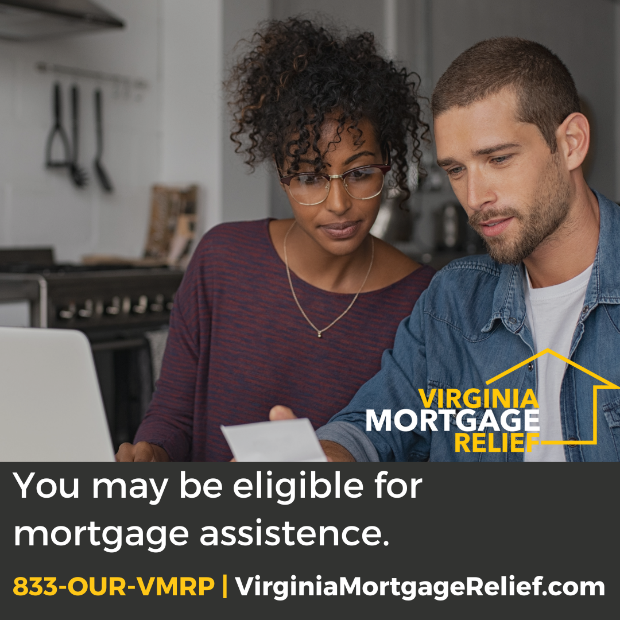 VIRGINIA
MORTGAGE
RELIEF
You may be eligible for
mortgage assistence.
833-OUR-VMRP | VirginiaMortgageRelief.com